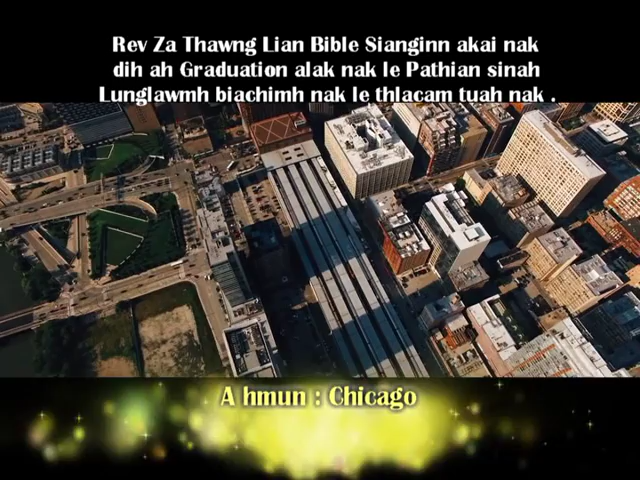 Rev Za Thawng Lian Bible Sianginn akai nak
dih ah Graduation alak nak le Pathian sinah
Lunglawmh biachimh nak le thlacam tuah nak .
A hmun : Chicago